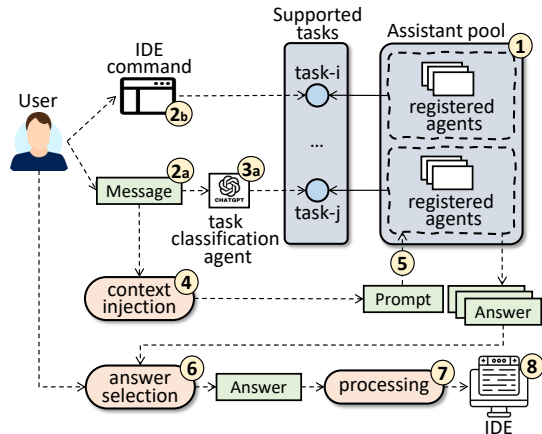 Supported
tasks
Assistant pool
1
IDE
command
2b
task-i
registered
agents
User
...
Message
2a
3a
CHATGPT
task
classification
agent
task-j
registered
agents
context
injection
4
5
Prompt
Answer
answer
selection
6
Answer
processing
7
8
IDE